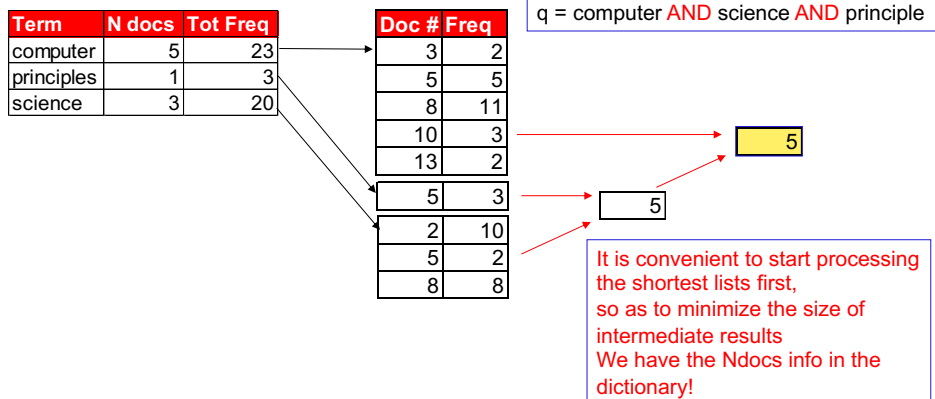 q = computer AND science AND principle
Term N docs Tot Freq
computer 5 23
principles 1 3
science 3 20
Doc # Freq
3 2
5 5
8 11
10 3
13 2
5 3
2 10
5 2
8 8
5
5
It is convenient to start processing
the shortest lists first,
so as to minimize the size of
intermediate results
We have the Ndocs info in the
dictionary!